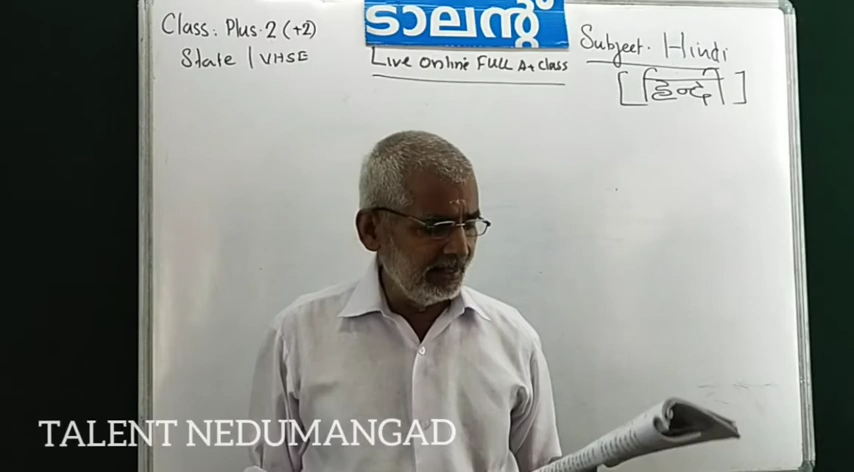 Class: Plus-2 (+2)
State / VHSE
ടാലന്റ്
Live Online Full A+ Class
Subject. Hindi
[हिन्दी]
TALENT NEDUMANGAD